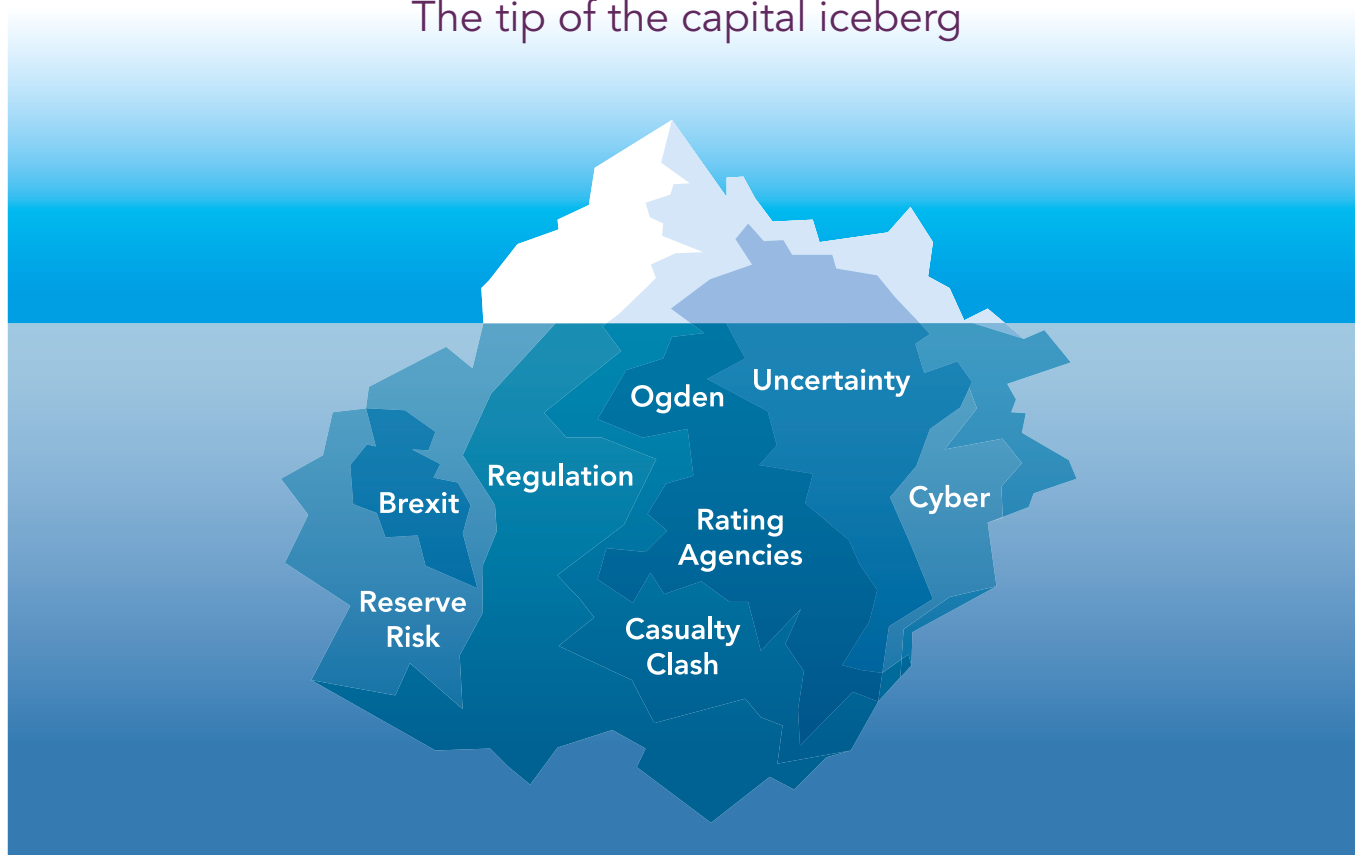 The tip of the capital iceberg
Ogden
Uncertainty
Regulation
Brexit
Cyber
Rating
Agencies
Reserve
Risk
Casualty
Clash